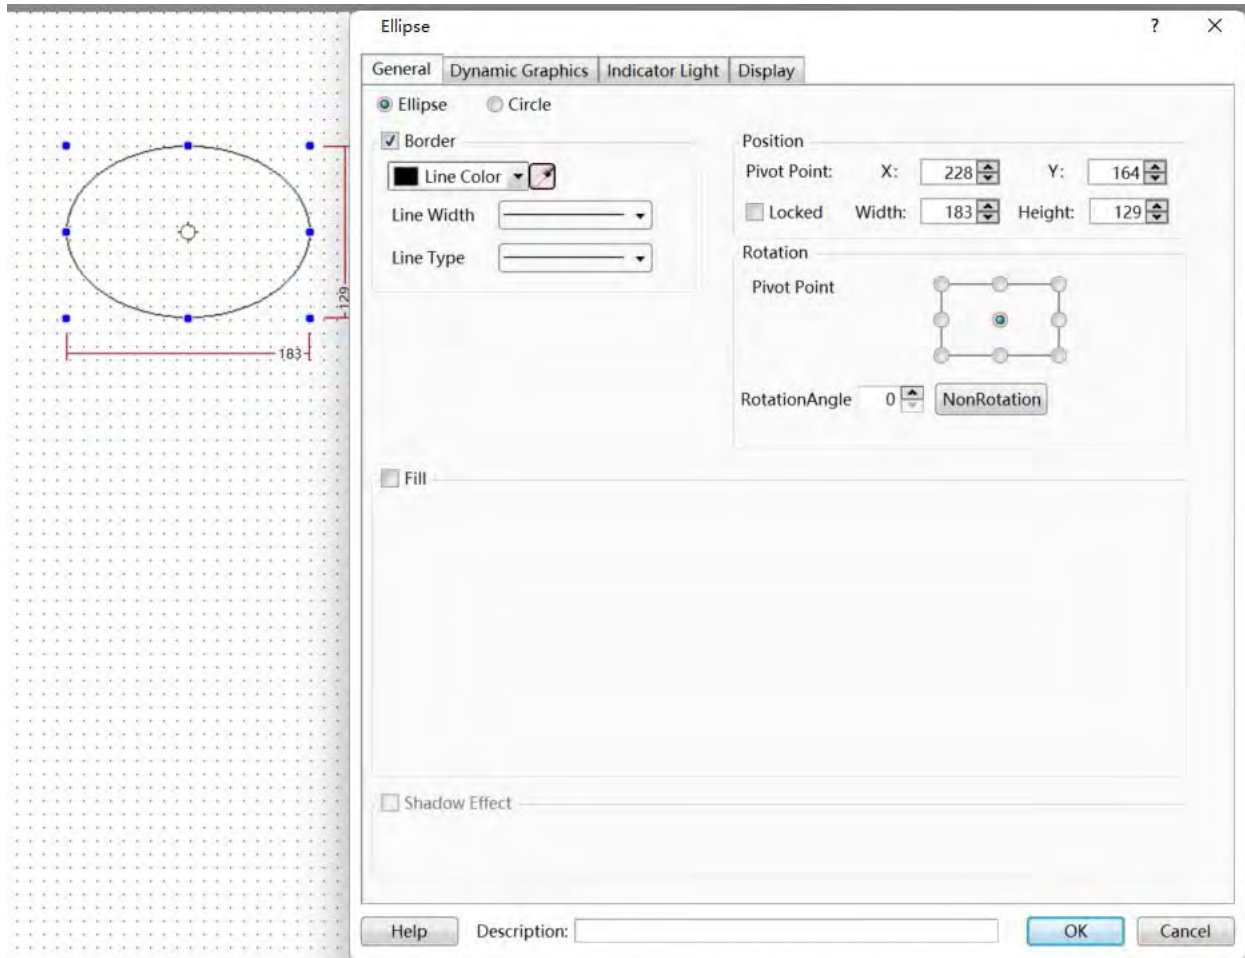 Ellipse
General Dynamic Graphics Indicator Light Display
Ellipse Circle
Border
Position
Line Color
Pivot Point: X: 228 Y: 164
Line Width
Locked Width: 183 Height: 129
Line Type
Rotation
Pivot Point
129
183
RotationAngle 0 NonRotation
Fill
Shadow Effect
Help Description: OK Cancel